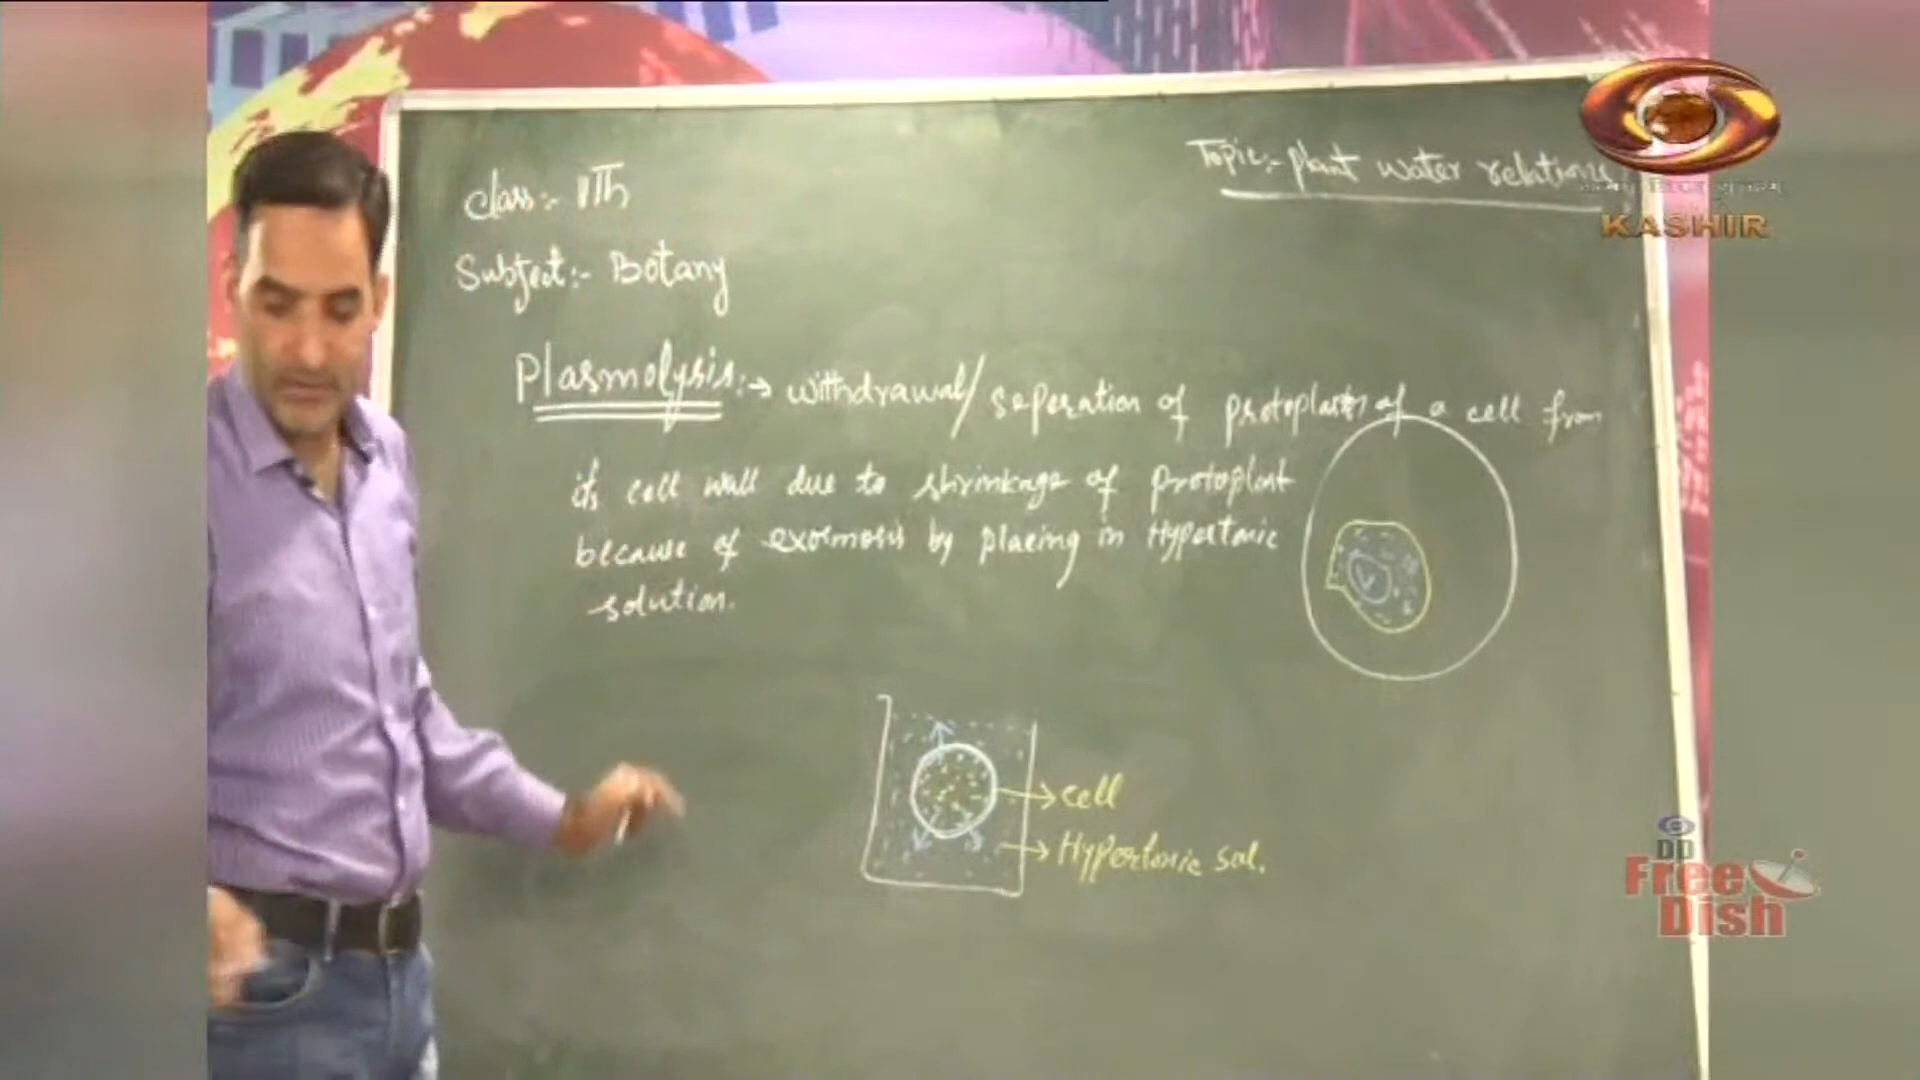 Class:- 11th
Topic:- plant water relations
Subject:- Botany
Plasmolysis:→ withdrawal/ seperation of protoplast of a cell from
its cell wall due to shrinkage of protoplast
because of exosmosis by placing in Hypertonic
solution.
V
→ cell
→ Hypertonic sol.
KASHIR
DD
Free
Dish